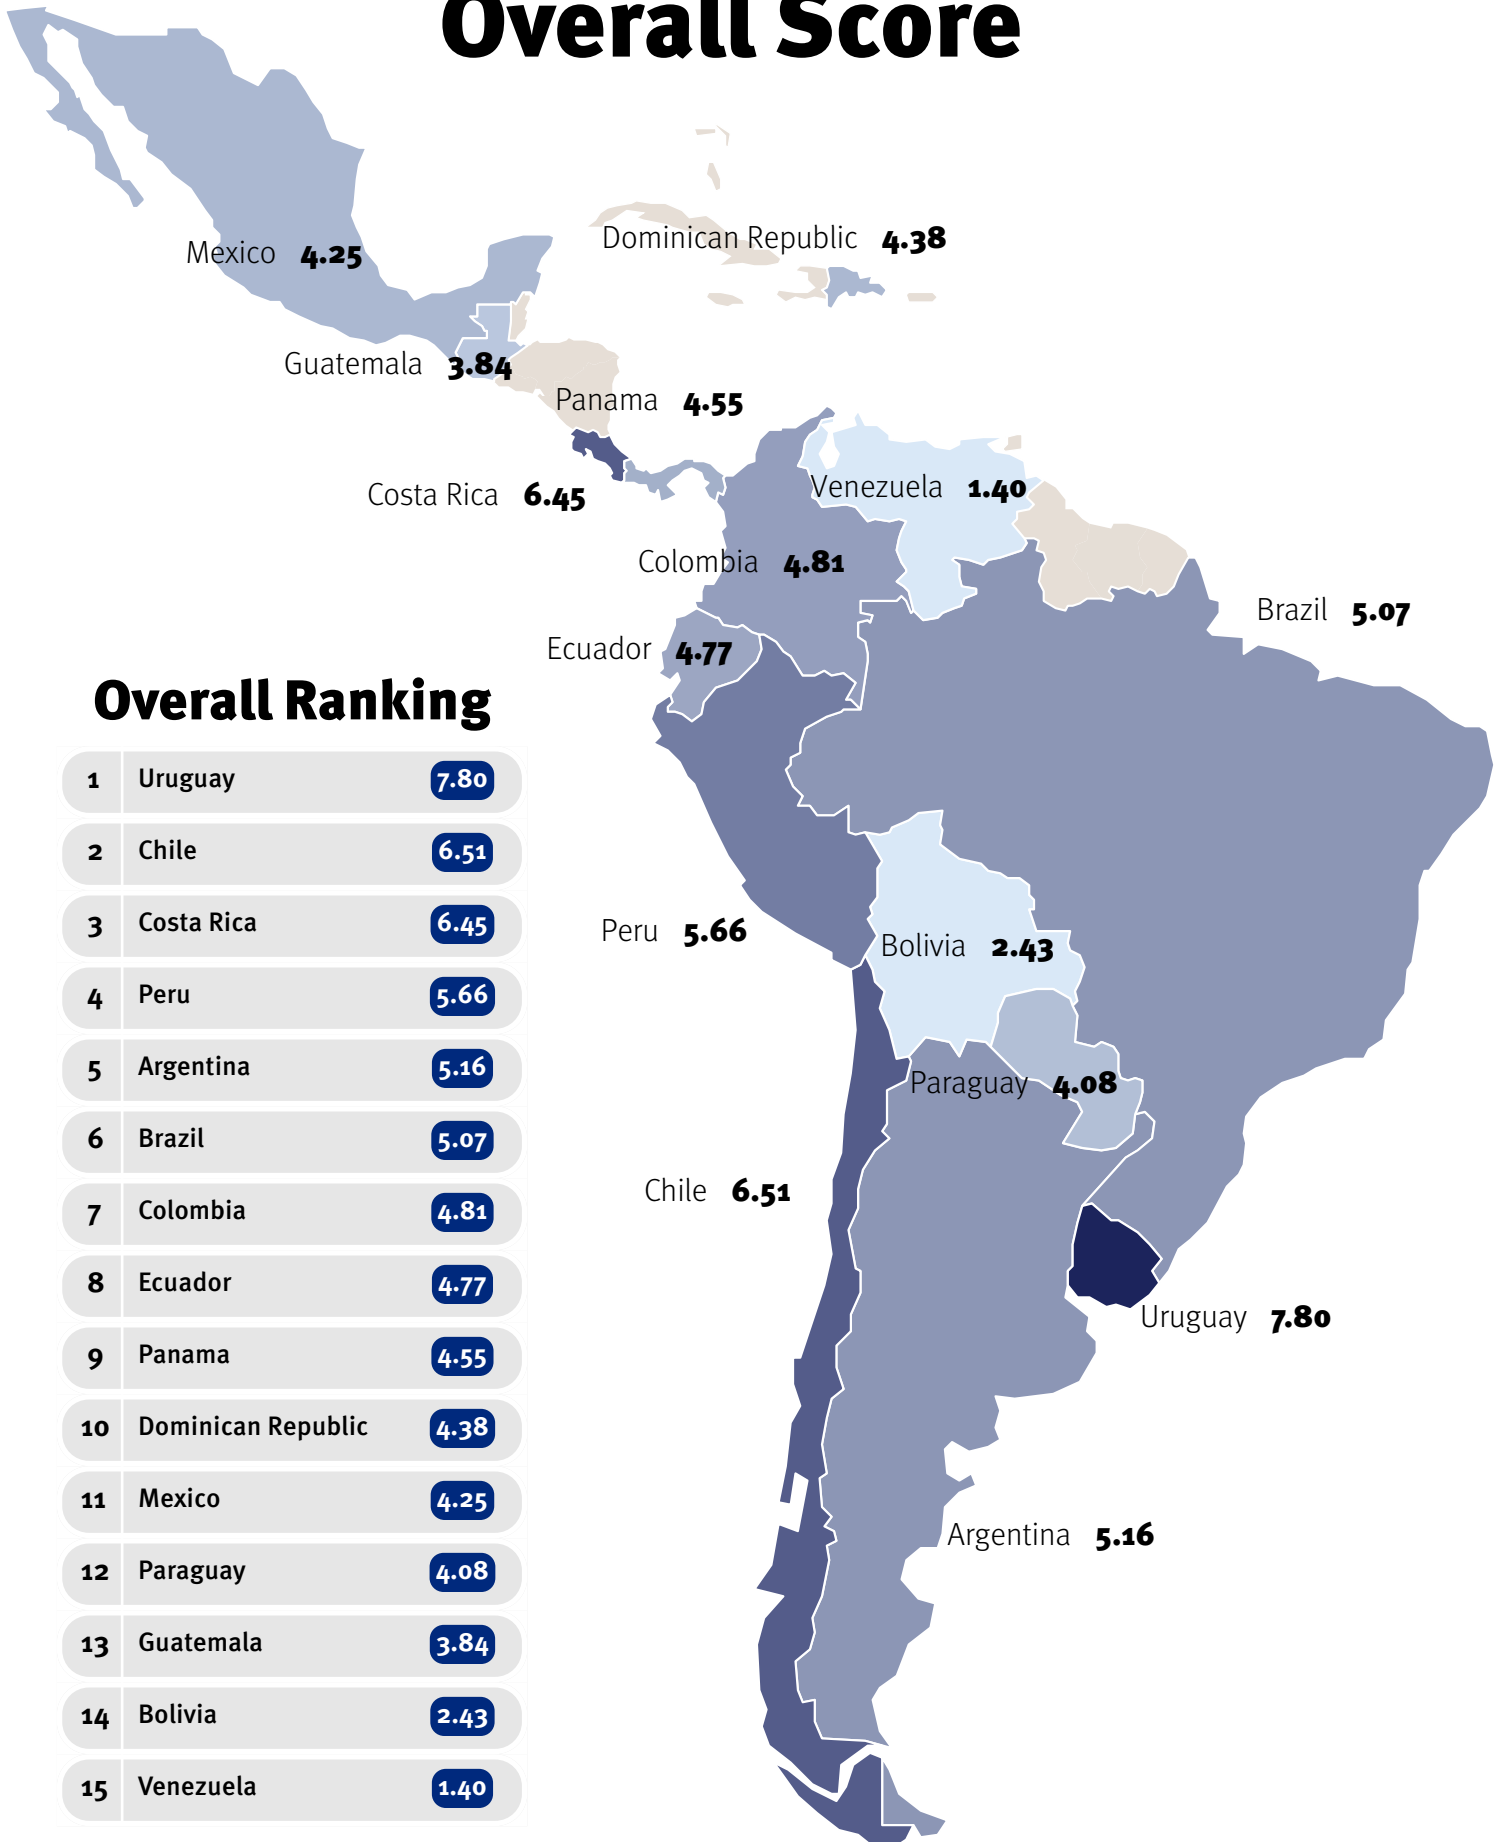 Overall Score
Mexico 4.25
Dominican Republic 4.38
Guatemala 3.84
Panama 4.55
Costa Rica 6.45
Venezuela 1.40
Colombia 4.81
Brazil 5.07
Ecuador 4.77
Peru 5.66
Bolivia 2.43
Paraguay 4.08
Chile 6.51
Uruguay 7.80
Argentina 5.16
Overall Ranking
1 Uruguay 7.80
2 Chile 6.51
3 Costa Rica 6.45
4 Peru 5.66
5 Argentina 5.16
6 Brazil 5.07
7 Colombia 4.81
8 Ecuador 4.77
9 Panama 4.55
10 Dominican Republic 4.38
11 Mexico 4.25
12 Paraguay 4.08
13 Guatemala 3.84
14 Bolivia 2.43
15 Venezuela 1.40